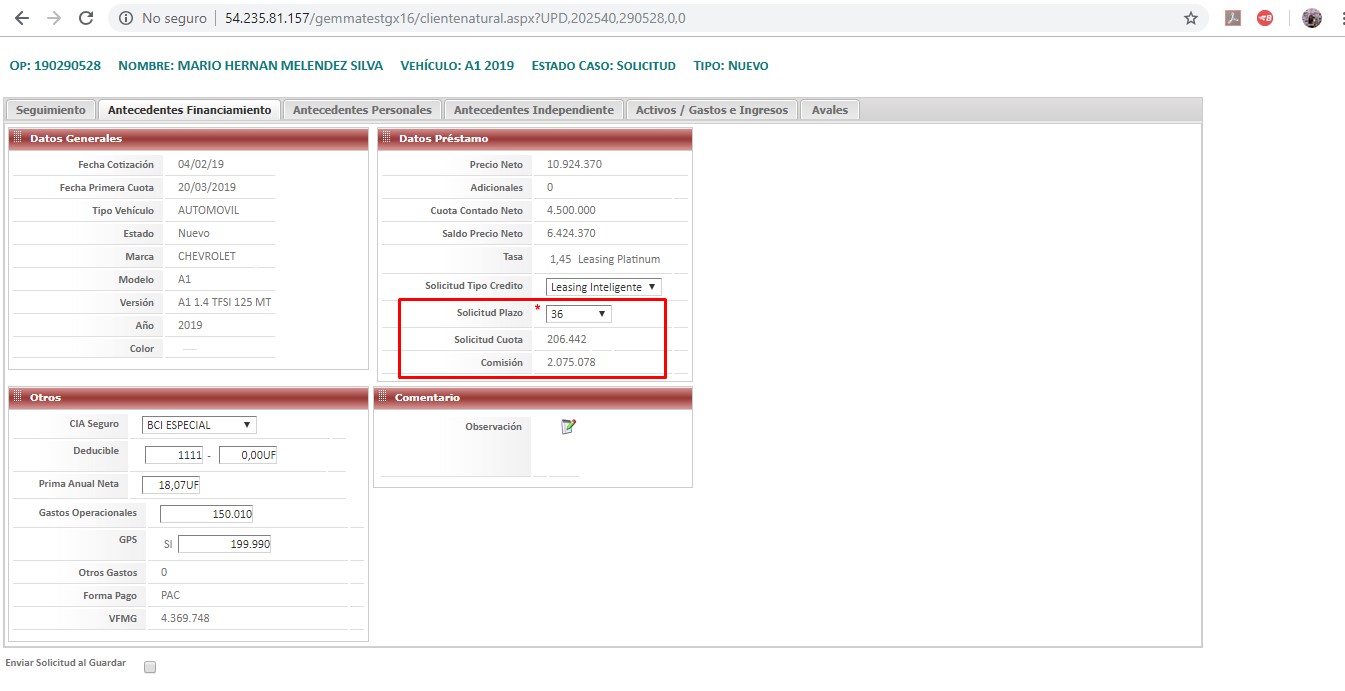 No seguro
54.235.81.157/gemmatestgx16/clientenatural.aspx?UPD,202540,290528,0,0
OP: 190290528 NOMBRE: MARIO HERNAN MELENDEZ SILVA VEHÍCULO: A1 2019 ESTADO CASO: SOLICITUD TIPO: NUEVO
Seguimiento Antecedentes Financiamiento Antecedentes Personales Antecedentes Independiente Activos / Gastos e Ingresos Avales
Datos Generales
Fecha Cotización 04/02/19
Fecha Primera Cuota 20/03/2019
Tipo Vehículo AUTOMOVIL
Estado Nuevo
Marca CHEVROLET
Modelo A1
Versión A1 1.4 TFSI 125 MT
Año 2019
Color
Datos Préstamo
Precio Neto 10.924.370
Adicionales 0
Cuota Contado Neto 4.500.000
Saldo Precio Neto 6.424.370
Tasa 1,45 Leasing Platinum
Solicitud Tipo Credito Leasing Inteligente
Solicitud Plazo * 36
Solicitud Cuota 206.442
Comisión 2.075.078
Otros
CIA Seguro BCI ESPECIAL
Deducible 1111 - 0,00UF
Prima Anual Neta 18,07UF
Gastos Operacionales 150.010
GPS SI 199.990
Otros Gastos 0
Forma Pago PAC
VFMG 4.369.748
Comentario
Observación
Enviar Solicitud al Guardar